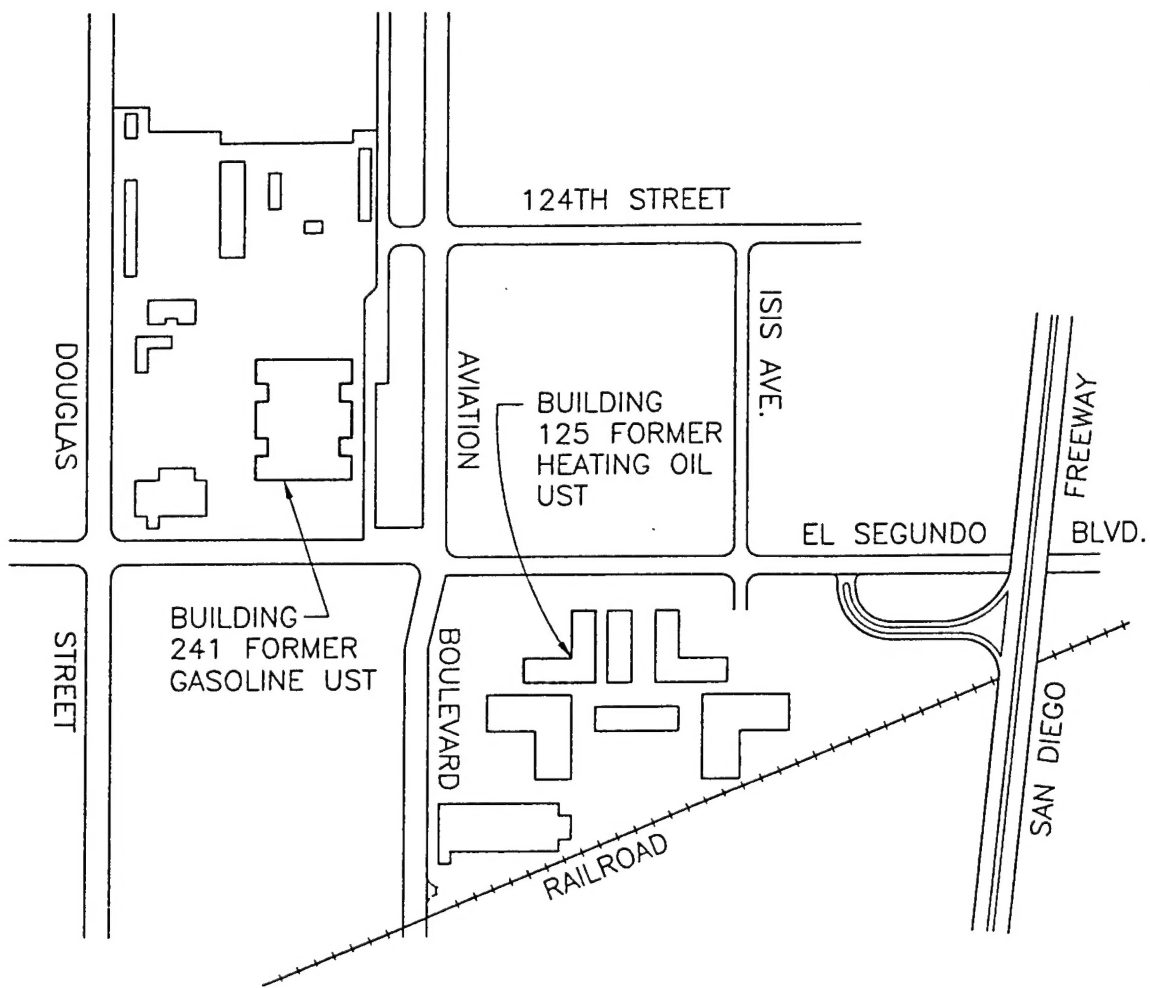 124TH STREET
ISIS AVE.
DOUGLAS
AVIATION
FREEWAY
BUILDING
125 FORMER
HEATING OIL
UST
EL SEGUNDO BLVD.
BUILDING
241 FORMER
GASOLINE UST
STREET
BOULEVARD
SAN DIEGO
RAILROAD